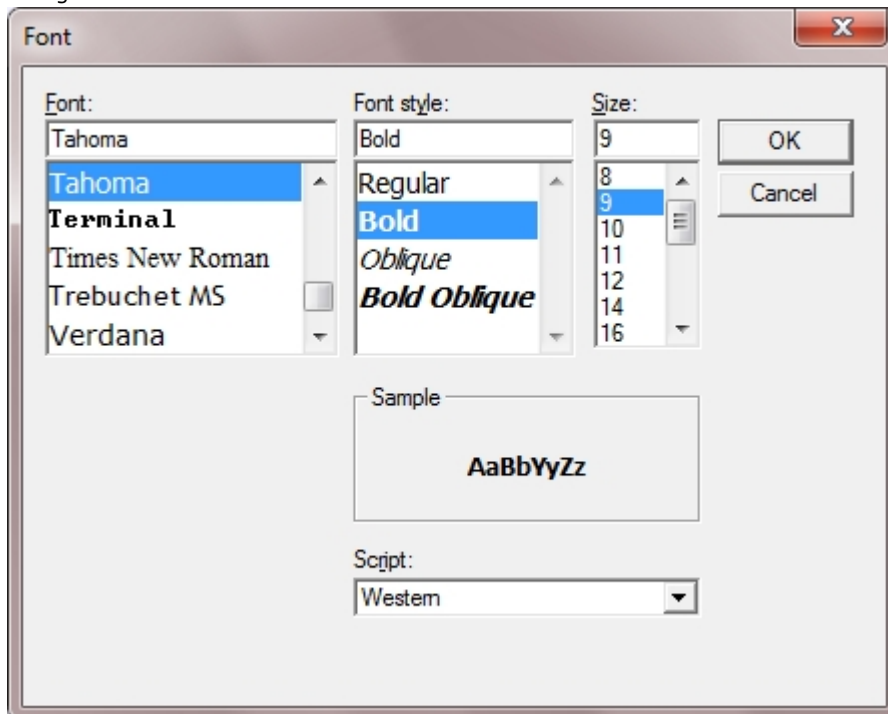 Font
Font:
Tahoma
Tahoma
Terminal
Times New Roman
Trebuchet MS
Verdana
Font style:
Bold
Regular
Bold
Oblique
Bold Oblique
Size:
9
8
9
10
11
12
14
16
OK
Cancel
Sample
AaBbYyZz
Script:
Western